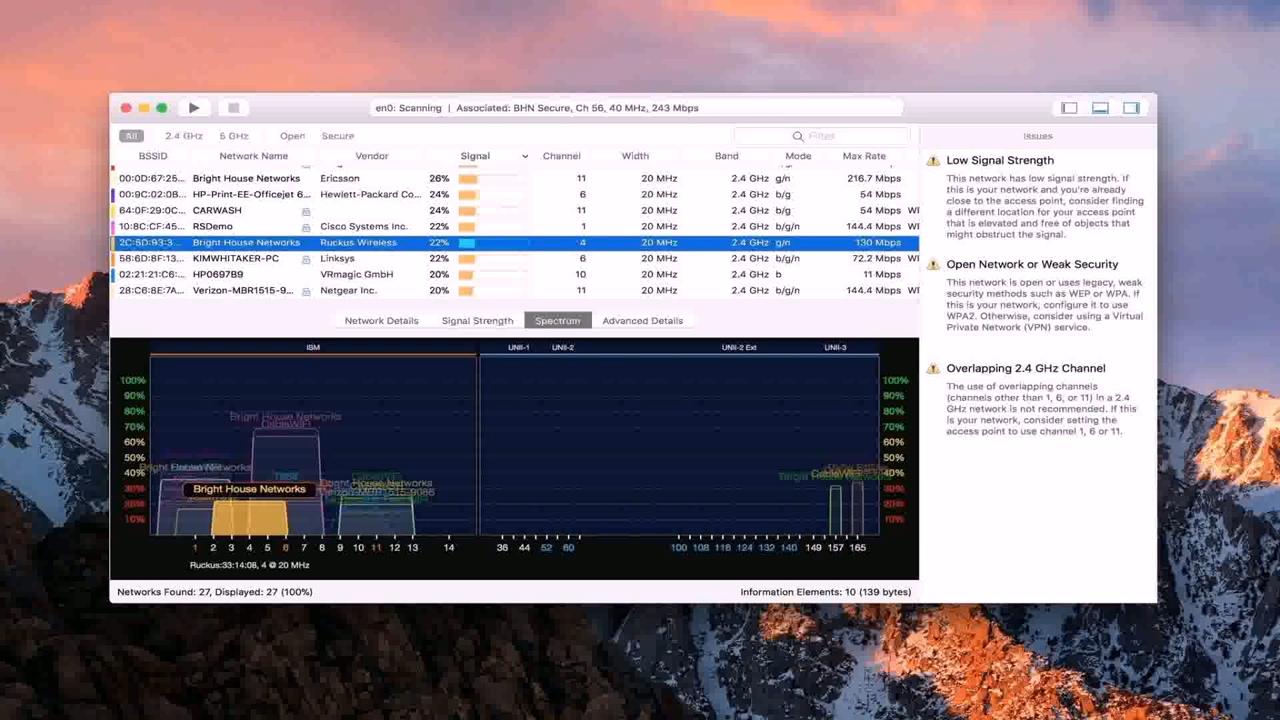 en0: Scanning | Associated: BHN Secure, Ch 56, 40 MHz, 243 Mbps
All 2.4 GHz 5 GHz Open Secure Filter
BSSID Network Name Vendor Signal Channel Width Band Mode Max Rate
00:0D:67:25... Bright House Networks Ericsson 26% 11 20 MHz 2.4 GHz g/n 216.7 Mbps
00:9C:02:0B... HP-Print-EE-Officejet 6... Hewlett-Packard Co... 24% 6 20 MHz 2.4 GHz b/g 54 Mbps
64:0F:29:0C... CARWASH 24% 11 20 MHz 2.4 GHz b/g 54 Mbps
10:8C:CF:45... RSDemo Cisco Systems Inc. 22% 1 20 MHz 2.4 GHz b/g/n 144.4 Mbps
2C:5D:93:3... Bright House Networks Ruckus Wireless 22% 4 20 MHz 2.4 GHz g/n 130 Mbps
58:6D:8F:13... KIMWHITAKER-PC Linksys 22% 6 20 MHz 2.4 GHz b/g/n 72.2 Mbps
02:21:21:C6:... HP0697B9 VRmagic GmbH 20% 10 20 MHz 2.4 GHz b 11 Mbps
28:C6:8E:7A... Verizon-MBR1515-9... Netgear Inc. 20% 11 20 MHz 2.4 GHz b/g/n 144.4 Mbps
Network Details Signal Strength Spectrum Advanced Details
ISM UNII-1 UNII-2 UNII-2 Ext UNII-3
100% 100%
90% 90%
80% 80%
Bright House Networks
CableWiFi
70% 70%
60% 60%
50% 50%
Bright House Networks
40% 40%
Bright House Networks
30% 30%
20% 20%
10% 10%
1 2 3 4 5 6 7 8 9 10 11 12 13 14 36 44 52 60 100 108 116 124 132 140 149 157 165
Ruckus:33:14:08, 4 @ 20 MHz
Networks Found: 27, Displayed: 27 (100%) Information Elements: 10 (139 bytes)
Issues
Low Signal Strength
This network has low signal strength. If
this is your network and you're already
close to the access point, consider finding
a different location for your access point
that is elevated and free of objects that
might obstruct the signal.
Open Network or Weak Security
This network is open or uses legacy, weak
security methods such as WEP or WPA. If
this is your network, configure it to use
WPA2. Otherwise, consider using a Virtual
Private Network (VPN) service.
Overlapping 2.4 GHz Channel
The use of overlapping channels
(channels other than 1, 6, or 11) in a 2.4
GHz network is not recommended. If this
is your network, consider setting the
access point to use channel 1, 6 or 11.